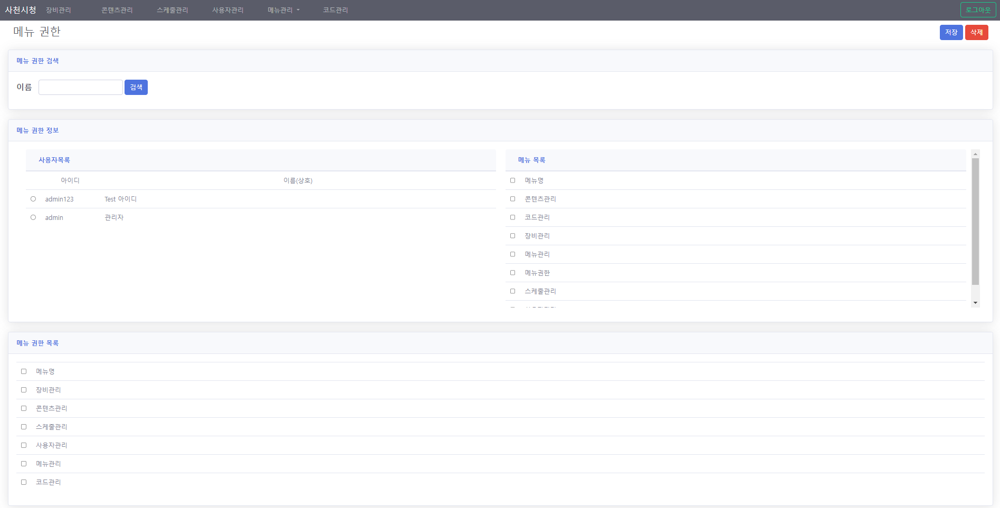 사천시청 장비관리 콘텐츠관리 스케줄관리 사용자관리 메뉴관리 코드관리 로그아웃
메뉴 권한 저장 삭제
메뉴 권한 검색
이름 검색
메뉴 권한 정보
사용자목록
아이디 이름(상호)
admin123 Test 아이디
admin 관리자
메뉴 목록
메뉴명
콘텐츠관리
코드관리
장비관리
메뉴관리
메뉴권한
스케줄관리
메뉴 권한 목록
메뉴명
장비관리
콘텐츠관리
스케줄관리
사용자관리
메뉴관리
코드관리